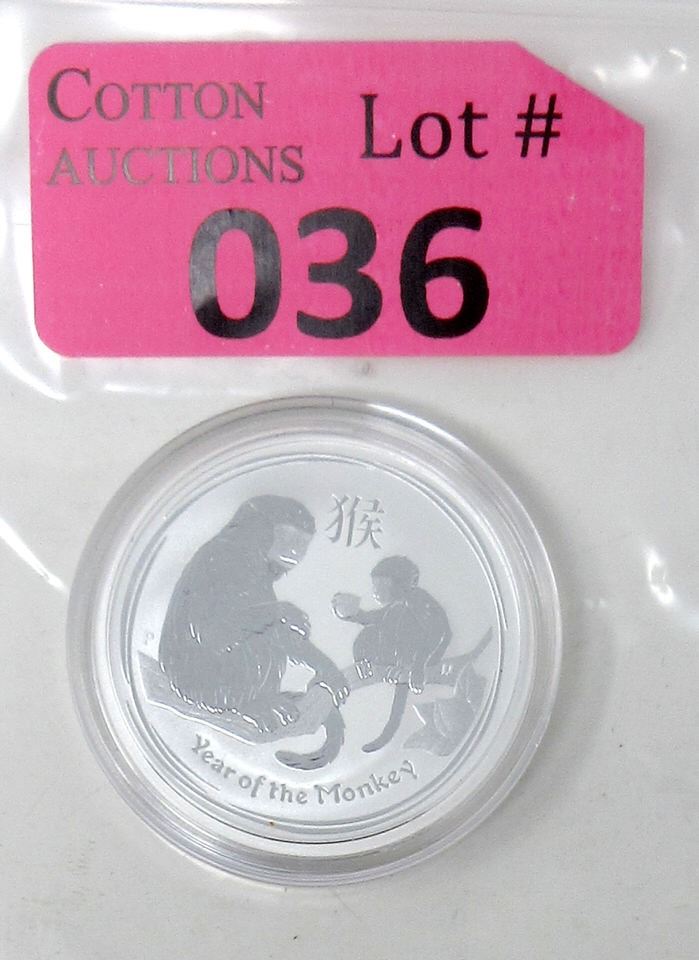 COTTON
AUCTIONS
Lot #
036
猴
P
Year of the Monkey